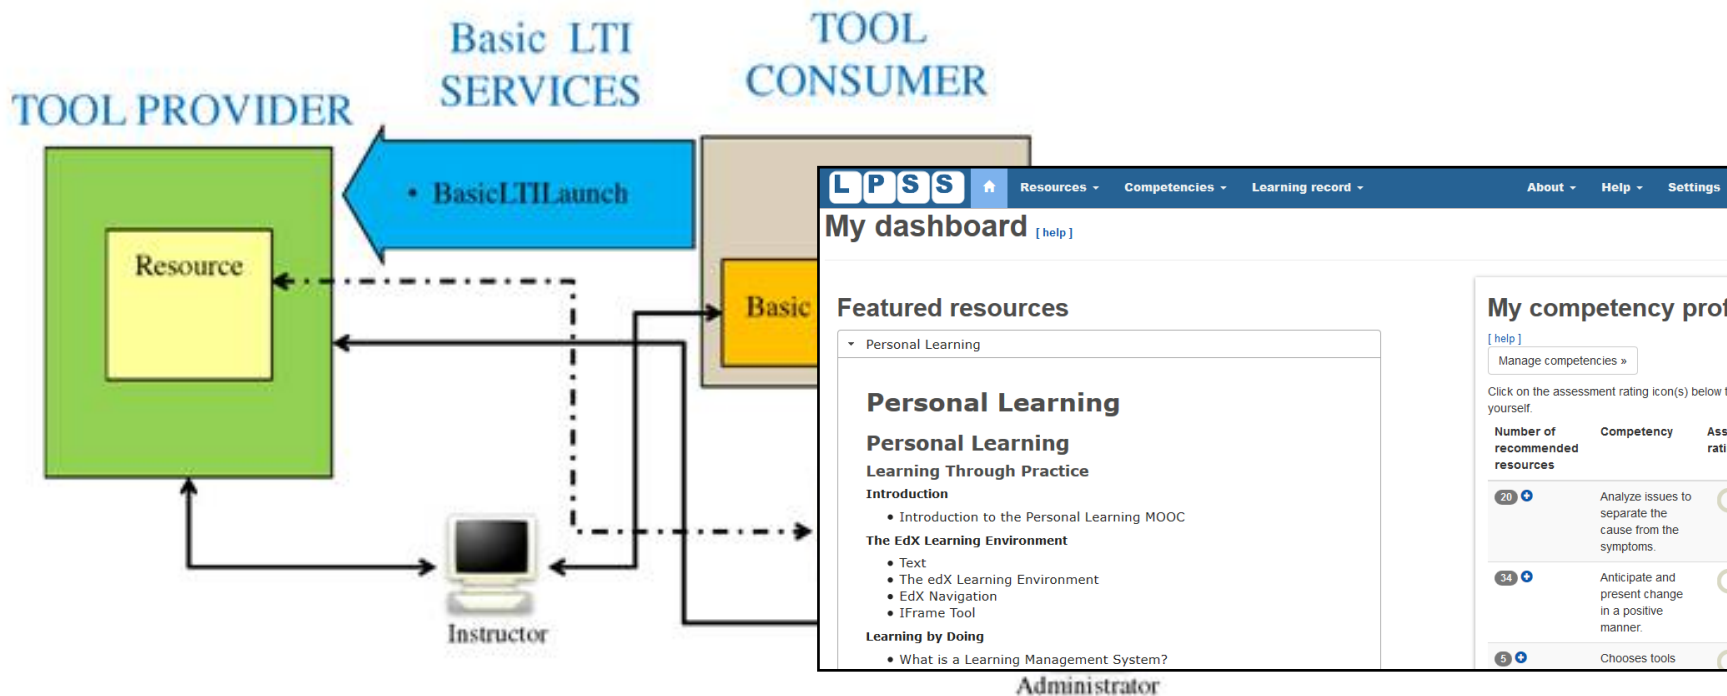 TOOL PROVIDER
Basic LTI
SERVICES
TOOL
CONSUMER
• BasicLTILaunch
Resource
Basic
Instructor
Administrator
L P S S
Resources
Competencies
Learning record
About
Help
Settings
My dashboard [ help ]
Featured resources
Personal Learning
Personal Learning
Personal Learning
Learning Through Practice
Introduction
• Introduction to the Personal Learning MOOC
The EdX Learning Environment
• Text
• The edX Learning Environment
• EdX Navigation
• IFrame Tool
Learning by Doing
• What is a Learning Management System?
My competency prof
[ help ]
Manage competencies »
Click on the assessment rating icon(s) below
yourself.
Number of
recommended
resources
Competency
Ass
rati
20
Analyze issues to
separate the
cause from the
symptoms.
34
Anticipate and
present change
in a positive
manner.
5
Chooses tools